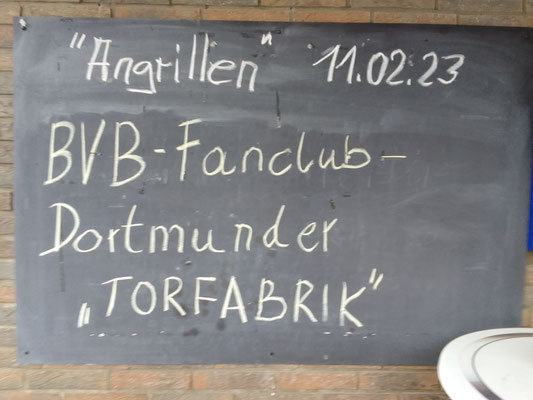 "Angrillen" 11.02.23
BVB-Fanclub-
Dortmunder
„TORFABRIK"